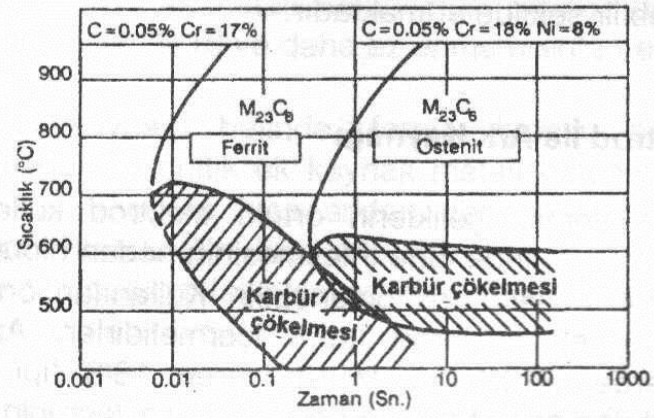 C=0.05% Cr=17% C=0.05% Cr=18% Ni=8%
900
M23C6 M23C6
800
Ferrit Östenit
700
600
Karbür çökelmesi
Karbür
500
çökelmesi
0.001 0.01 0.1 1 10 100 1000
Zaman (Sn.)
Sıcaklık (°C)